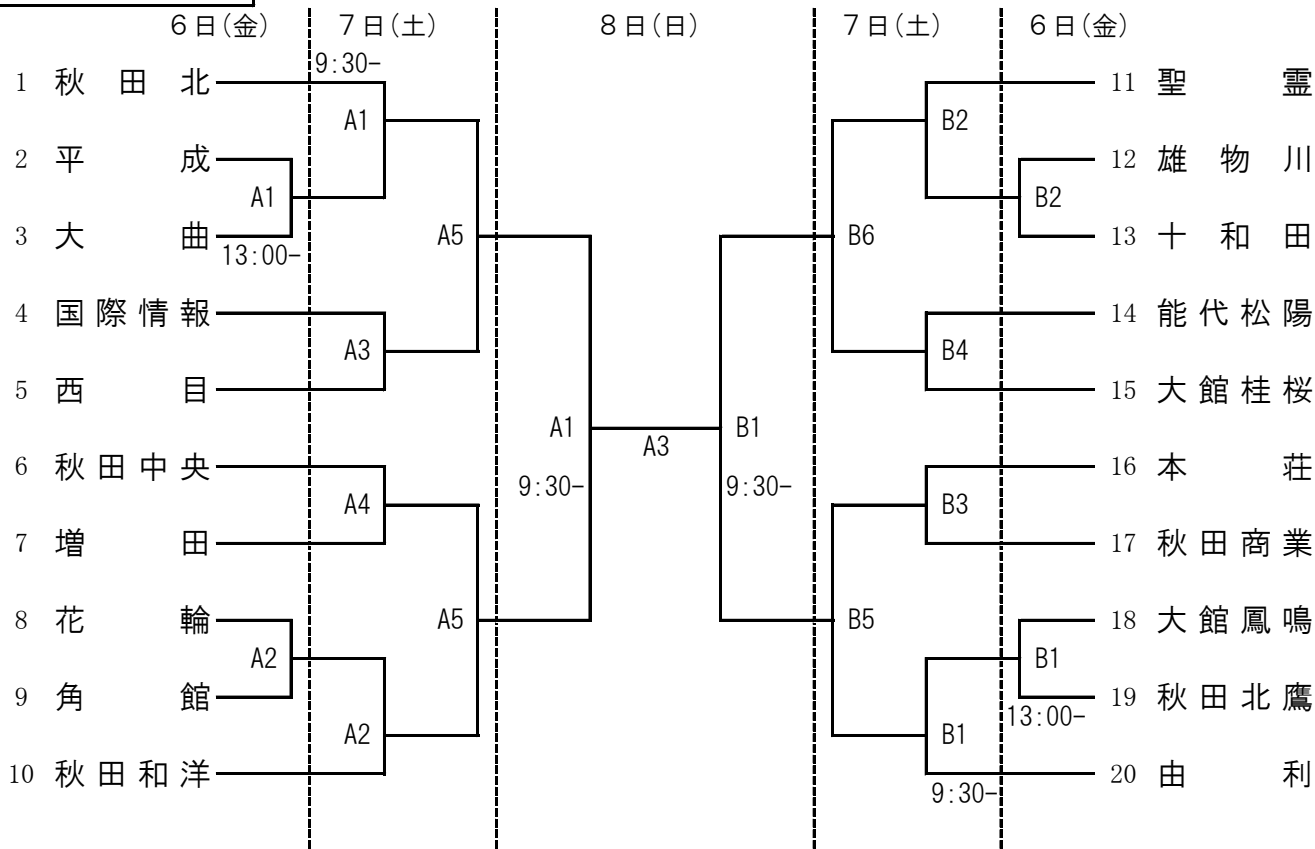 ６日(金) ７日(土) ８日(日) ７日(土) ６日(金)
9:30-
1 秋田北 11 聖霊
A1 B2
2 平成 12 雄物川
A1 B2
3 大曲 A5 B6 13 十和田
13:00-
4 国際情報 14 能代松陽
A3 B4
5 西目 15 大館桂桜
A1 A3 B1
6 秋田中央 16 本荘
9:30- 9:30-
A4 B3
7 増田 17 秋田商業
8 花輪 A5 B5 18 大館鳳鳴
A2 B1
9 角館 19 秋田北鷹
13:00-
A2 B1
10 秋田和洋 20 由利
9:30-